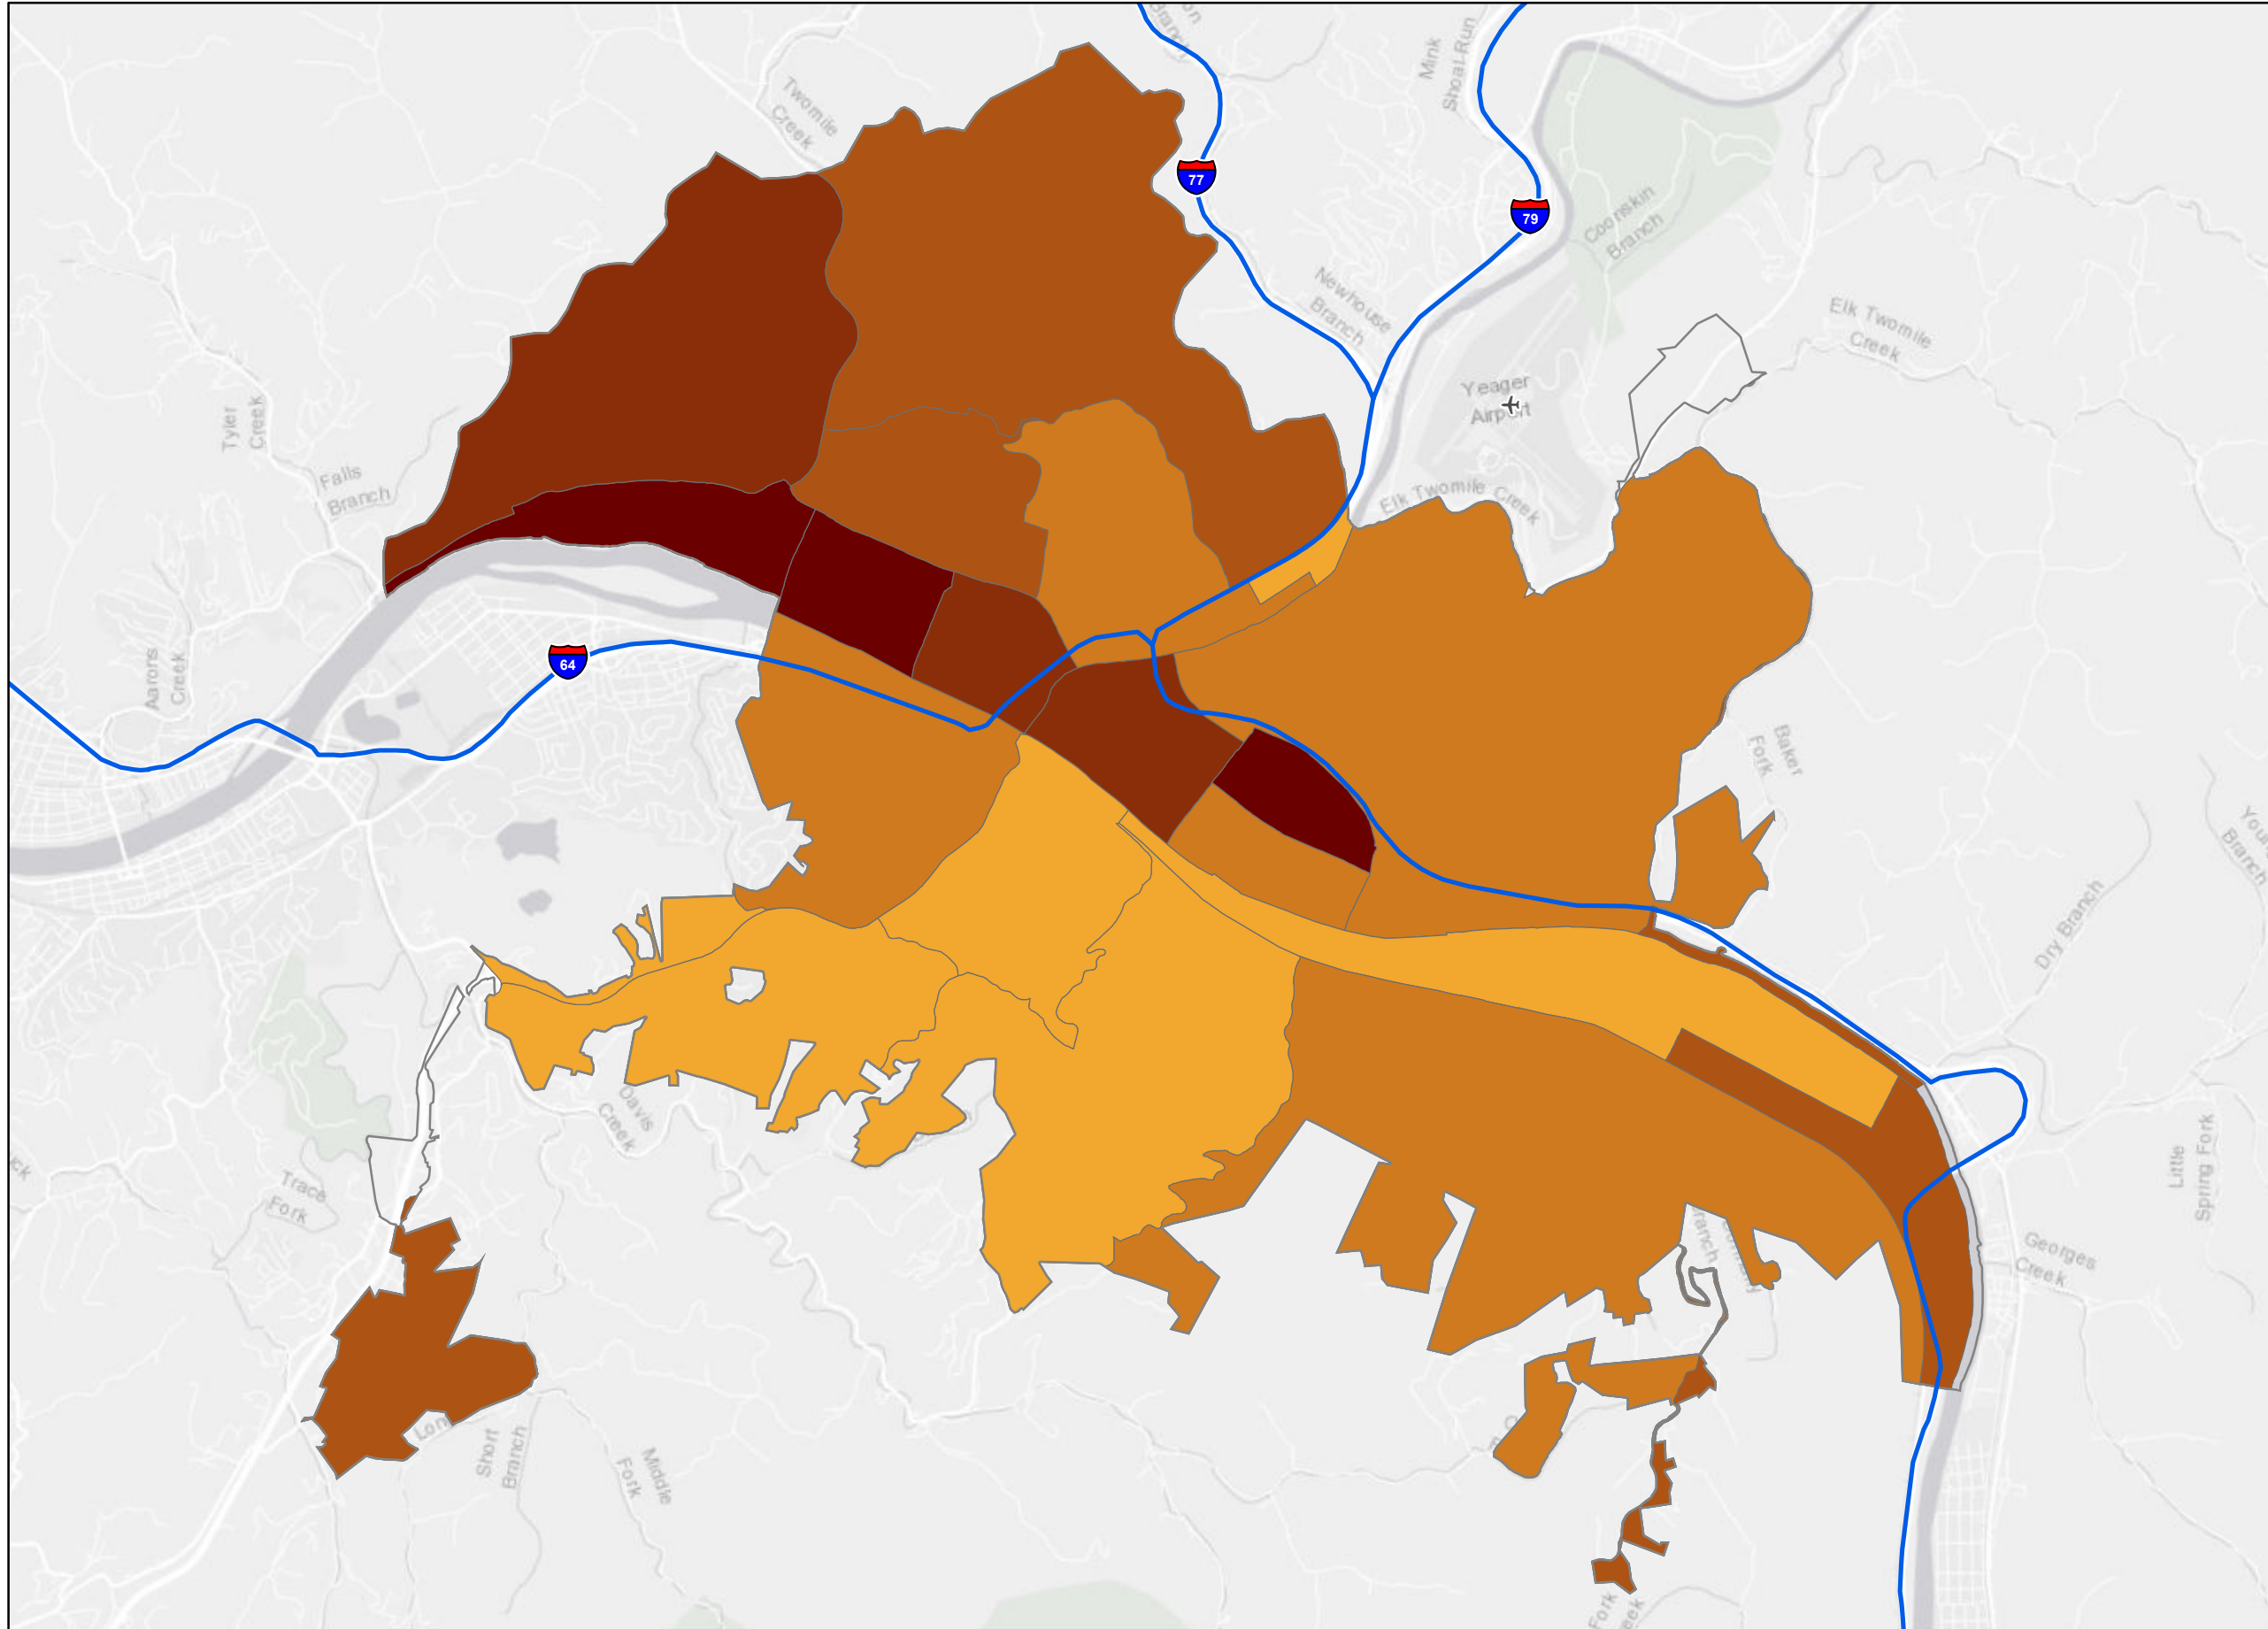 Mink
Shoal Run
Twomile
Creek
77
79
Coonskin
Branch
Newhouse
Branch
Elk Twomile
Creek
Yeager
Airport
Tyler
Creek
Falls
Branch
Elk Twomile Creek
64
Aarons
Creek
Baker
Fork
Dry Branch
Davis
Creek
Trace
Fork
Little
Spring Fork
Georges
Creek
Short
Branch
Middle
Fork
Fork